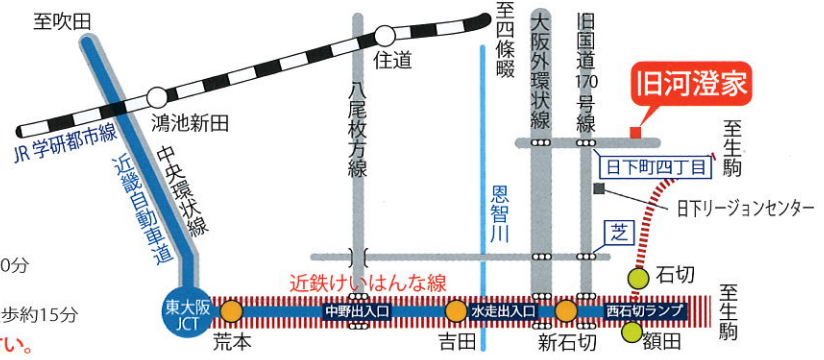 至吹田
JR学研都市線
鴻池新田
住道
至四條畷
近畿自動車道
中央環状線
八尾枚方線
恩智川
大阪外環状線
旧国道170号線
旧河澄家
日下町四丁目
至生駒
日下リージョンセンター
芝
石切
近鉄けいはんな線
東大阪
JCT
荒本
中野出入口
吉田
水走出入口
新石切
西石切ランプ
額田
至生駒
0分
歩約15分
い。